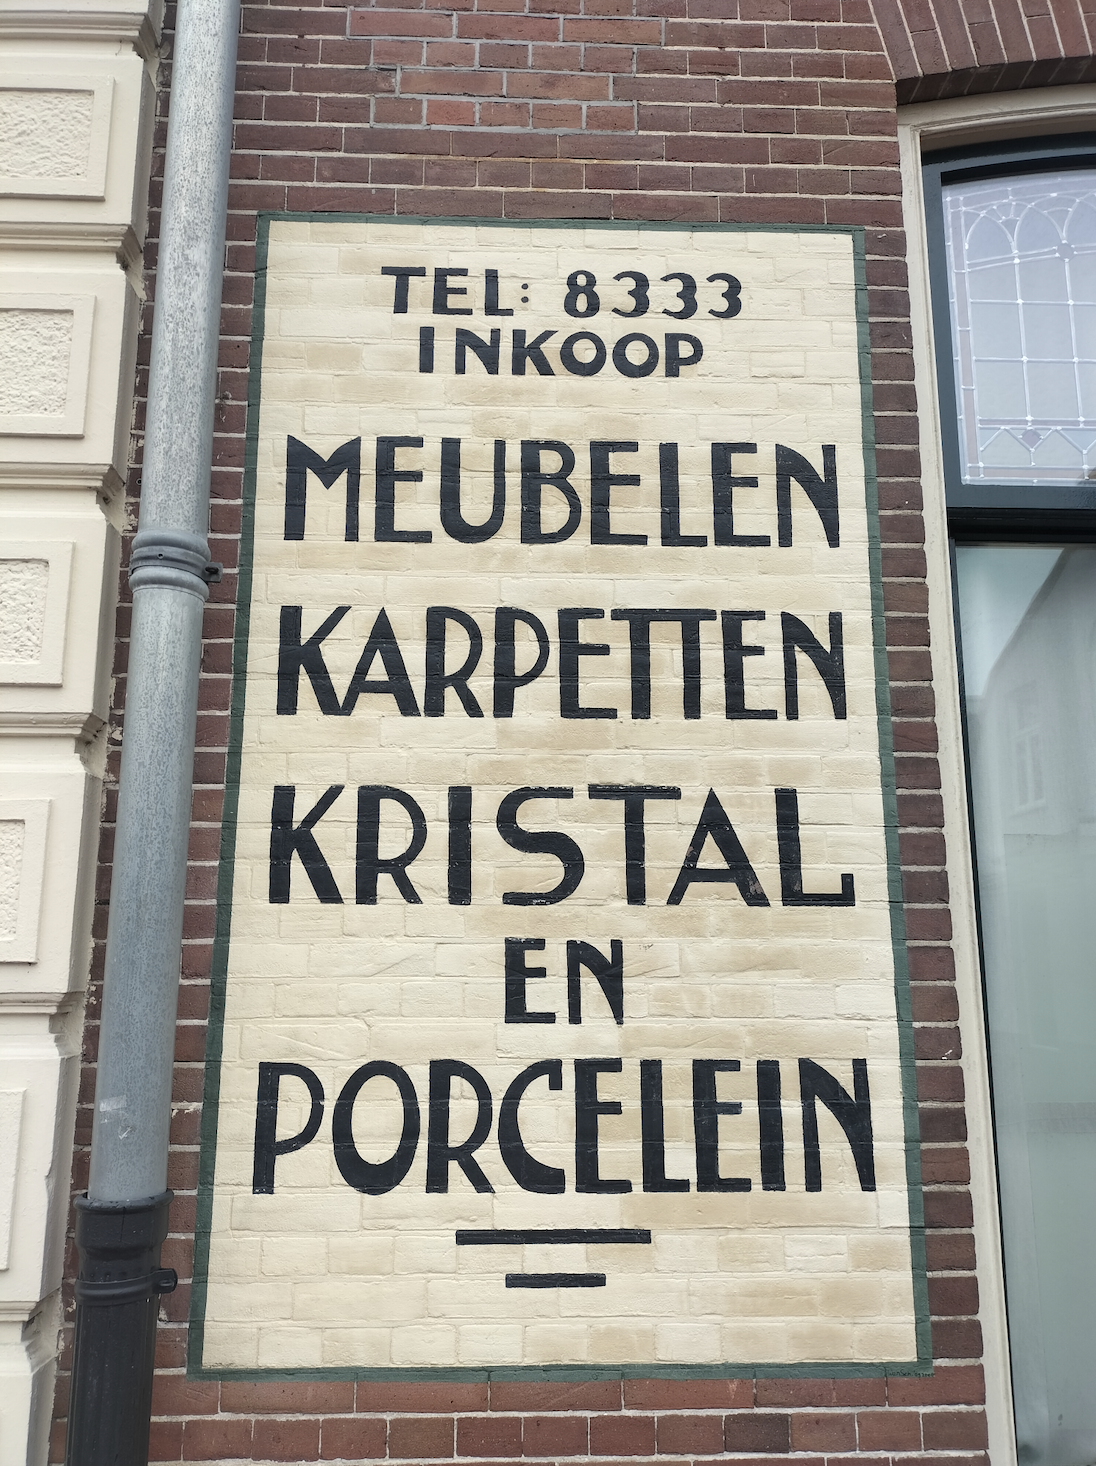 TEL: 8333
INKOOP
MEUBELEN
KARPETTEN
KRISTAL
EN
PORCELEIN